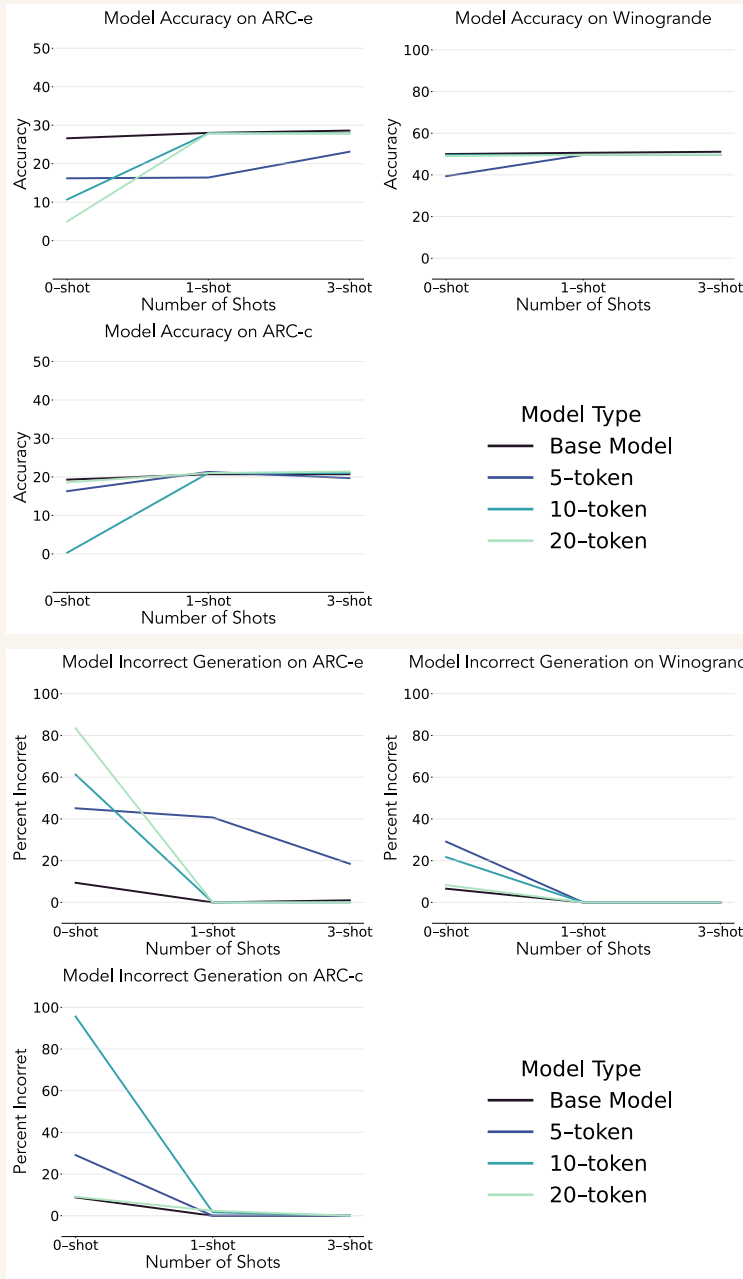 Model Accuracy on ARC-e
50
40
30
20
10
0
Accuracy
0-shot 1-shot 3-shot
Number of Shots
Model Accuracy on Winogrande
100
80
60
40
20
0
Accuracy
0-shot 1-shot 3-shot
Number of Shots
Model Accuracy on ARC-c
50
40
30
20
10
0
Accuracy
0-shot 1-shot 3-shot
Number of Shots
Model Type
Base Model
5-token
10-token
20-token
Model Incorrect Generation on ARC-e
100
80
60
40
20
0
Percent Incorret
0-shot 1-shot 3-shot
Number of Shots
Model Incorrect Generation on Winogranc
100
80
60
40
20
0
Percent Incorret
0-shot 1-shot 3-shot
Number of Shots
Model Incorrect Generation on ARC-c
100
80
60
40
20
0
Percent Incorret
0-shot 1-shot 3-shot
Number of Shots
Model Type
Base Model
5-token
10-token
20-token